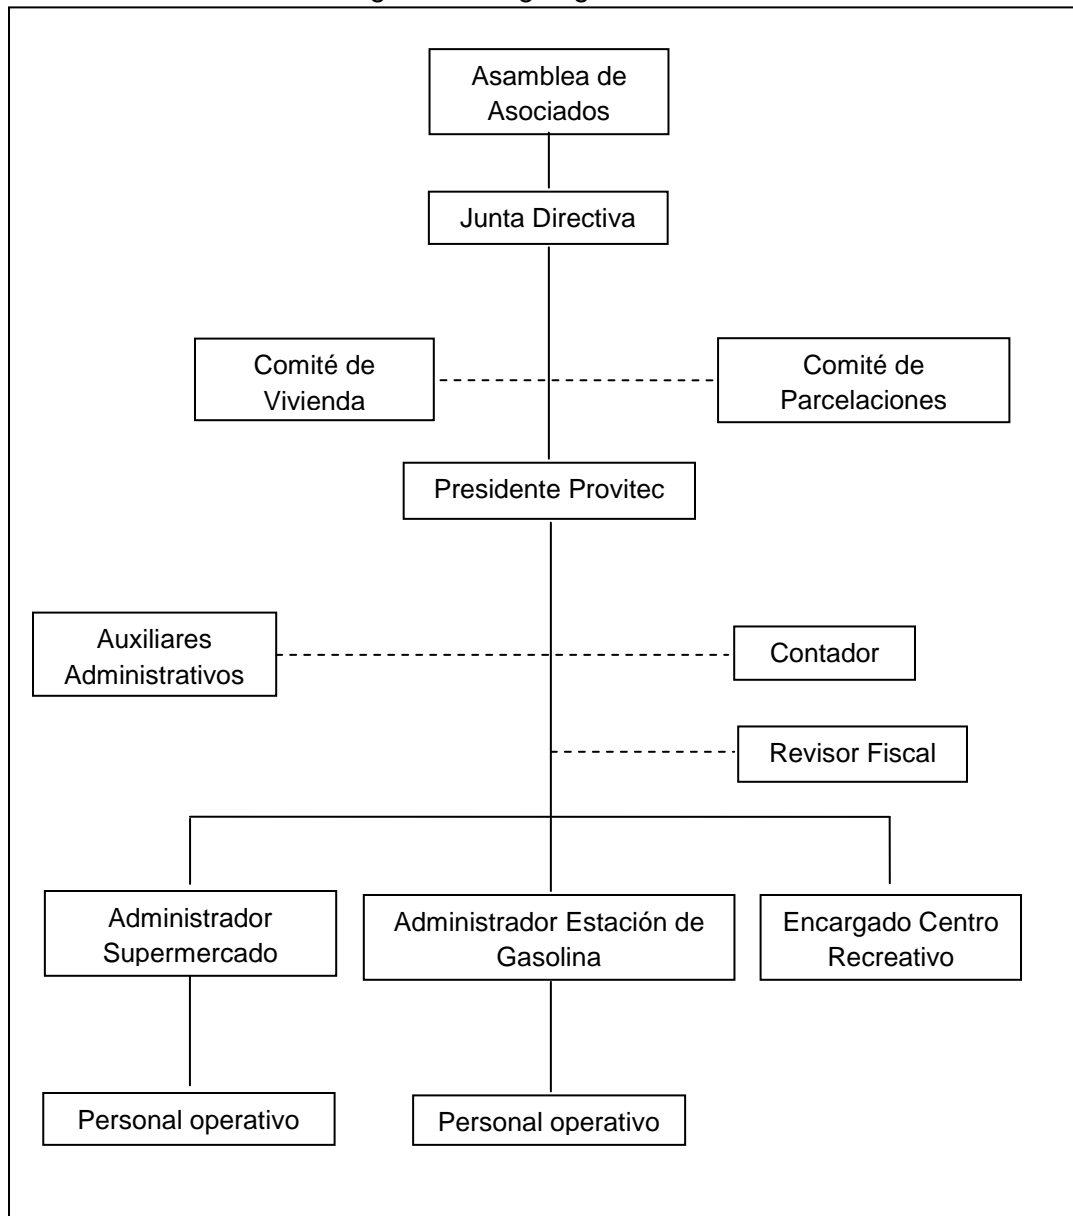 Asamblea de
Asociados
Junta Directiva
Comité de
Vivienda
Comité de
Parcelaciones
Presidente Provitec
Auxiliares
Administrativos
Contador
Revisor Fiscal
Administrador
Supermercado
Administrador Estación de
Gasolina
Encargado Centro
Recreativo
Personal operativo
Personal operativo